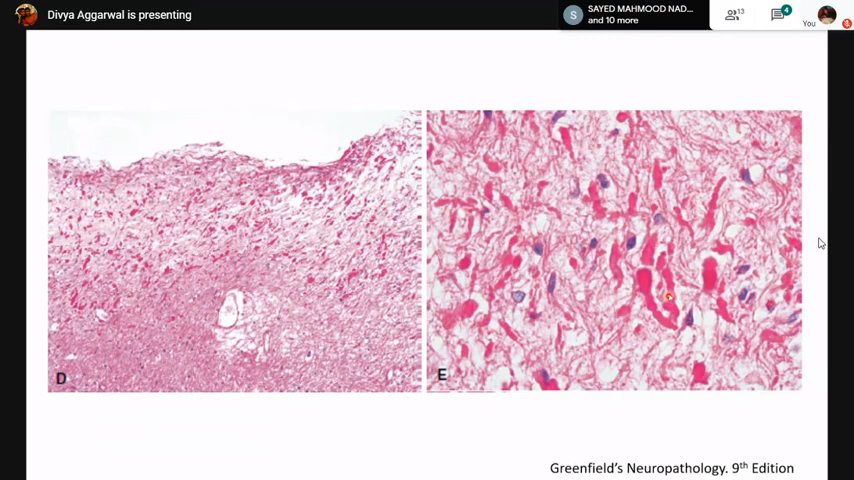 Divya Aggarwal is presenting
S
SAYED MAHMOOD NAD...
and 10 more
13
4
You
D
E
Greenfield's Neuropathology. 9th Edition